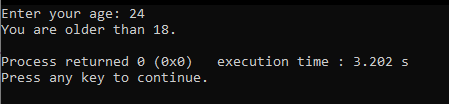 Enter your age: 24
You are older than 18.
Process returned 0 (0x0)   execution time : 3.202 s
Press any key to continue.